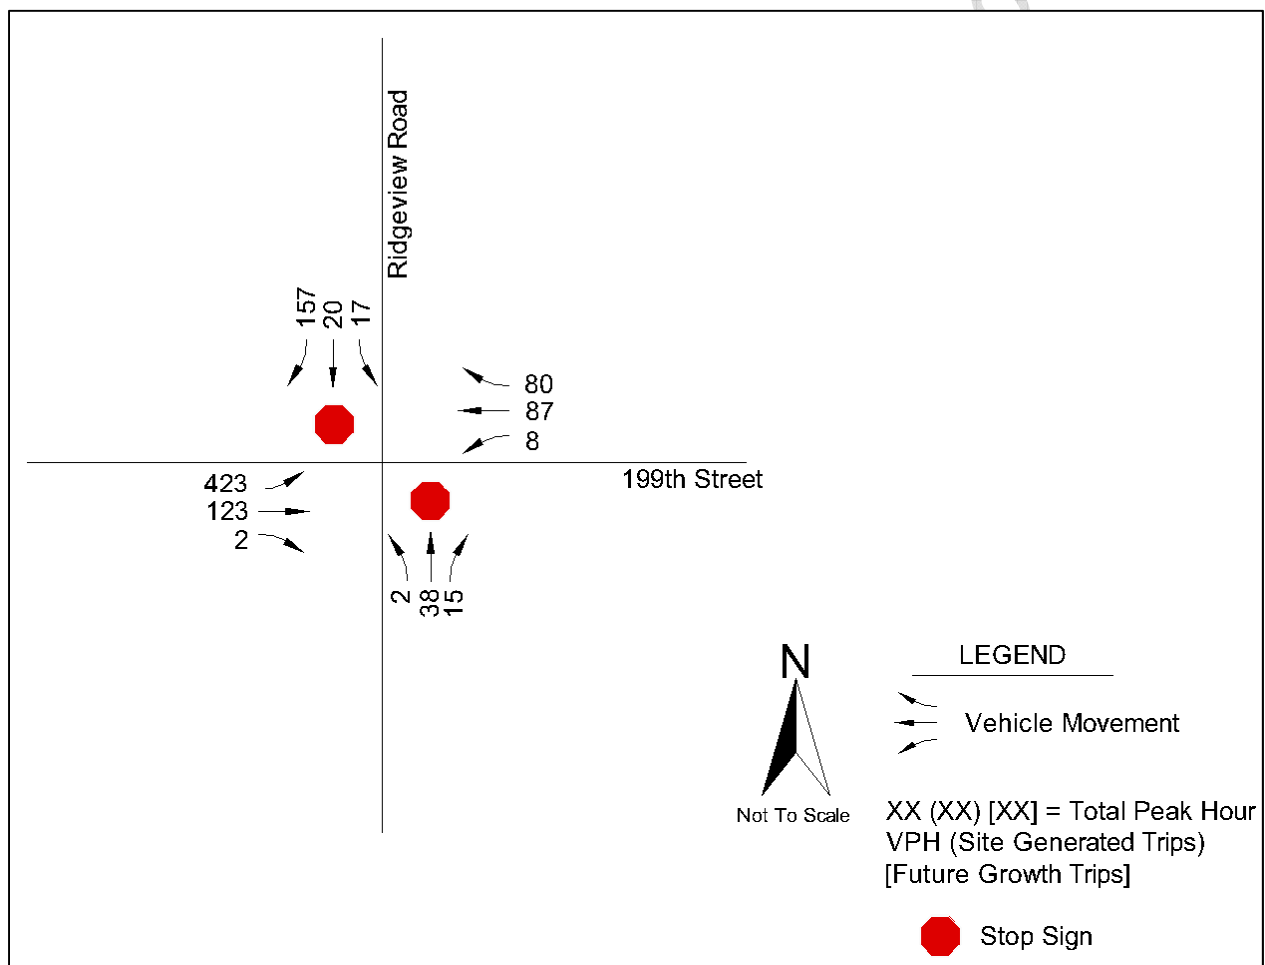 Ridgeview Road
157
20
17
80
87
8
199th Street
423
123
2
2
38
15
N
Not To Scale
LEGEND
Vehicle Movement
XX (XX) [XX] = Total Peak Hour
VPH (Site Generated Trips)
[Future Growth Trips]
Stop Sign